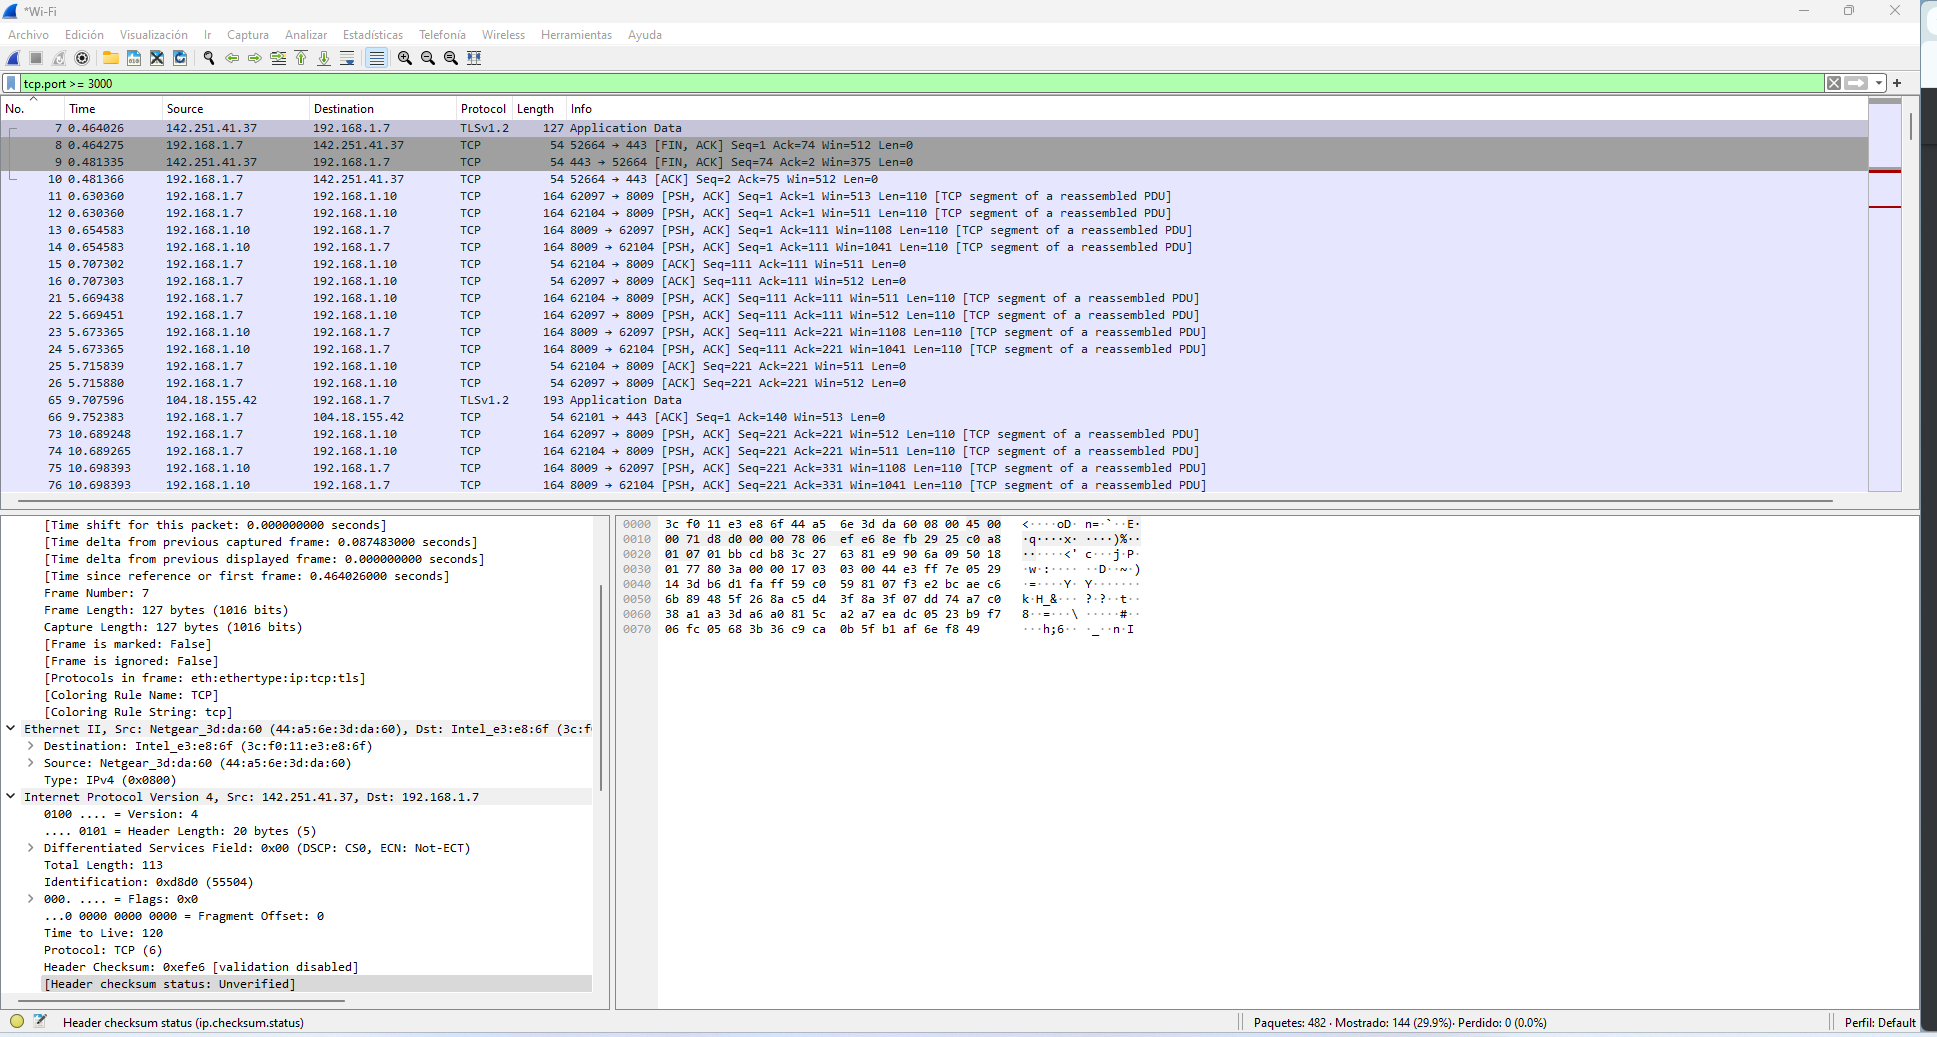 *Wi-Fi
Archivo Edición Visualización Ir Captura Analizar Estadísticas Telefonía Wireless Herramientas Ayuda
tcp.port >= 3000
No. Time Source Destination Protocol Length Info
7 0.464026 142.251.41.37 192.168.1.7 TLSv1.2 127 Application Data
8 0.464275 192.168.1.7 142.251.41.37 TCP 54 52664 → 443 [FIN, ACK] Seq=1 Ack=74 Win=512 Len=0
9 0.481335 142.251.41.37 192.168.1.7 TCP 54 443 → 52664 [FIN, ACK] Seq=74 Ack=2 Win=375 Len=0
10 0.481366 192.168.1.7 142.251.41.37 TCP 54 52664 → 443 [ACK] Seq=2 Ack=75 Win=512 Len=0
11 0.630360 192.168.1.7 192.168.1.10 TCP 164 62097 → 8009 [PSH, ACK] Seq=1 Ack=1 Win=513 Len=110 [TCP segment of a reassembled PDU]
12 0.630360 192.168.1.7 192.168.1.10 TCP 164 62104 → 8009 [PSH, ACK] Seq=1 Ack=1 Win=511 Len=110 [TCP segment of a reassembled PDU]
13 0.654583 192.168.1.10 192.168.1.7 TCP 164 8009 → 62097 [PSH, ACK] Seq=1 Ack=111 Win=1108 Len=110 [TCP segment of a reassembled PDU]
14 0.654583 192.168.1.10 192.168.1.7 TCP 164 8009 → 62104 [PSH, ACK] Seq=1 Ack=111 Win=1041 Len=110 [TCP segment of a reassembled PDU]
15 0.707302 192.168.1.7 192.168.1.10 TCP 54 62104 → 8009 [ACK] Seq=111 Ack=111 Win=511 Len=0
16 0.707303 192.168.1.7 192.168.1.10 TCP 54 62097 → 8009 [ACK] Seq=111 Ack=111 Win=512 Len=0
21 5.669438 192.168.1.7 192.168.1.10 TCP 164 62104 → 8009 [PSH, ACK] Seq=111 Ack=111 Win=511 Len=110 [TCP segment of a reassembled PDU]
22 5.669451 192.168.1.7 192.168.1.10 TCP 164 62097 → 8009 [PSH, ACK] Seq=111 Ack=111 Win=512 Len=110 [TCP segment of a reassembled PDU]
23 5.673365 192.168.1.10 192.168.1.7 TCP 164 8009 → 62097 [PSH, ACK] Seq=111 Ack=221 Win=1108 Len=110 [TCP segment of a reassembled PDU]
24 5.673365 192.168.1.10 192.168.1.7 TCP 164 8009 → 62104 [PSH, ACK] Seq=111 Ack=221 Win=1041 Len=110 [TCP segment of a reassembled PDU]
25 5.715839 192.168.1.7 192.168.1.10 TCP 54 62104 → 8009 [ACK] Seq=221 Ack=221 Win=511 Len=0
26 5.715880 192.168.1.7 192.168.1.10 TCP 54 62097 → 8009 [ACK] Seq=221 Ack=221 Win=512 Len=0
65 9.707596 104.18.155.42 192.168.1.7 TLSv1.2 193 Application Data
66 9.752383 192.168.1.7 104.18.155.42 TCP 54 62101 → 443 [ACK] Seq=1 Ack=140 Win=513 Len=0
73 10.689248 192.168.1.7 192.168.1.10 TCP 164 62097 → 8009 [PSH, ACK] Seq=221 Ack=221 Win=512 Len=110 [TCP segment of a reassembled PDU]
74 10.689265 192.168.1.7 192.168.1.10 TCP 164 62104 → 8009 [PSH, ACK] Seq=221 Ack=221 Win=511 Len=110 [TCP segment of a reassembled PDU]
75 10.698393 192.168.1.10 192.168.1.7 TCP 164 8009 → 62097 [PSH, ACK] Seq=221 Ack=331 Win=1108 Len=110 [TCP segment of a reassembled PDU]
76 10.698393 192.168.1.10 192.168.1.7 TCP 164 8009 → 62104 [PSH, ACK] Seq=221 Ack=331 Win=1041 Len=110 [TCP segment of a reassembled PDU]
[Time shift for this packet: 0.000000000 seconds]
[Time delta from previous captured frame: 0.087483000 seconds]
[Time delta from previous displayed frame: 0.000000000 seconds]
[Time since reference or first frame: 0.464026000 seconds]
Frame Number: 7
Frame Length: 127 bytes (1016 bits)
Capture Length: 127 bytes (1016 bits)
[Frame is marked: False]
[Frame is ignored: False]
[Protocols in frame: eth:ethertype:ip:tcp:tls]
[Coloring Rule Name: TCP]
[Coloring Rule String: tcp]
Ethernet II, Src: Netgear_3d:da:60 (44:a5:6e:3d:da:60), Dst: Intel_e3:e8:6f (3c:f
Destination: Intel_e3:e8:6f (3c:f0:11:e3:e8:6f)
Source: Netgear_3d:da:60 (44:a5:6e:3d:da:60)
Type: IPv4 (0x0800)
Internet Protocol Version 4, Src: 142.251.41.37, Dst: 192.168.1.7
0100 .... = Version: 4
.... 0101 = Header Length: 20 bytes (5)
Differentiated Services Field: 0x00 (DSCP: CS0, ECN: Not-ECT)
Total Length: 113
Identification: 0xd8d0 (55504)
000. .... = Flags: 0x0
...0 0000 0000 0000 = Fragment Offset: 0
Time to Live: 120
Protocol: TCP (6)
Header Checksum: 0xefe6 [validation disabled]
[Header checksum status: Unverified]
0000 3c f0 11 e3 e8 6f 44 a5 6e 3d da 60 08 00 45 00 <····oD· n=·`··E·
0010 00 71 d8 d0 00 00 78 06 ef e6 8e fb 29 25 c0 a8 ·q····x· ····)%··
0020 01 07 01 bb cd b8 3c 27 63 81 e9 90 6a 09 50 18 ······<' c···j·P·
0030 01 77 80 3a 00 00 17 03 03 00 44 e3 ff 7e 05 29 ·w·:···· ··D··~·)
0040 14 3d b6 d1 fa ff 59 c0 59 81 07 f3 e2 bc ae c6 ·=····Y· Y·······
0050 6b 89 48 5f 26 8a c5 d4 3f 8a 3f 07 dd 74 a7 c0 k·H_&··· ?·?··t··
0060 38 a1 a3 3d a6 a0 81 5c a2 a7 ea dc 05 23 b9 f7 8··=···\ ·····#··
0070 06 fc 05 68 3b 36 c9 ca 0b 5f b1 af 6e f8 49 ···h;6·· ·_··n·I
Header checksum status (ip.checksum.status)
Paquetes: 482 · Mostrado: 144 (29.9%)· Perdido: 0 (0.0%)
Perfil: Default